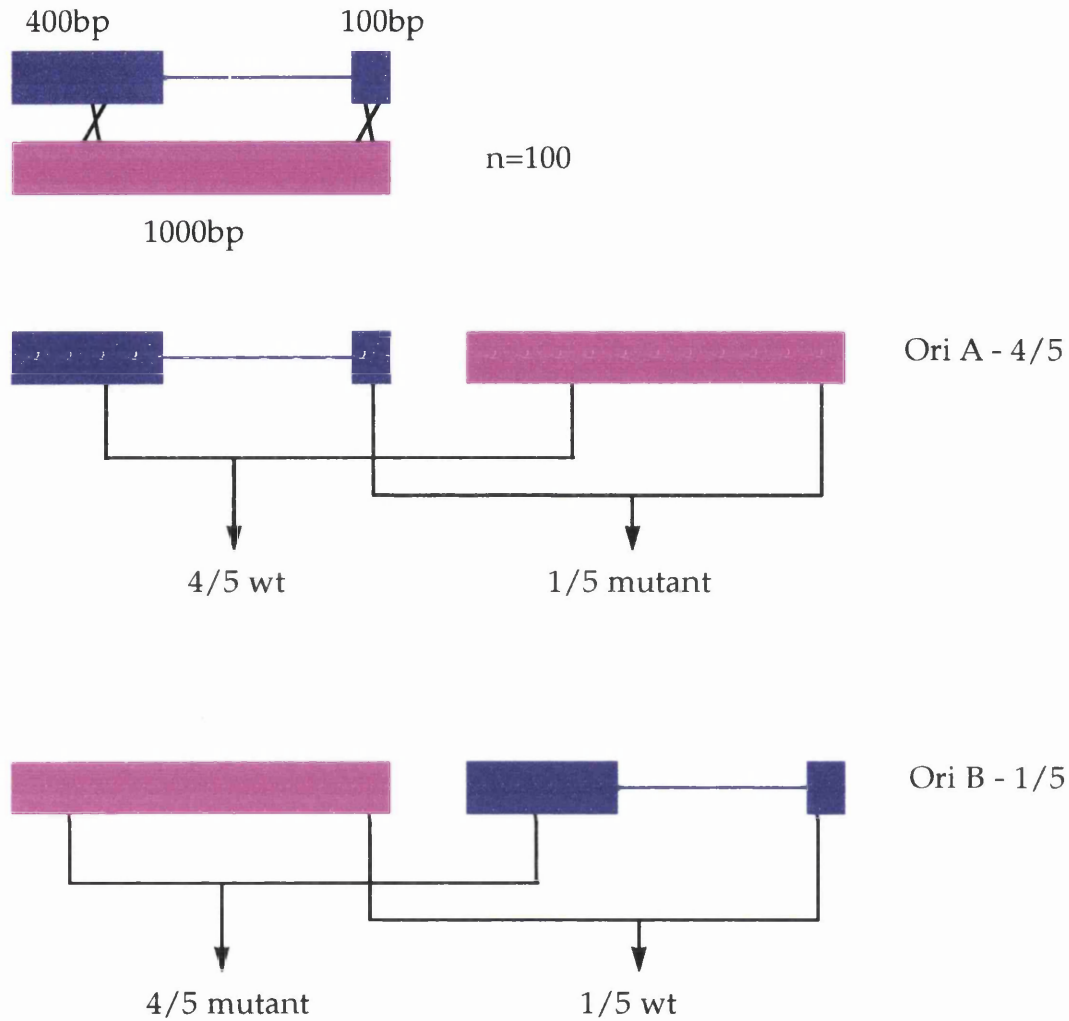 400bp
100bp
n=100
1000bp
Ori A - 4/5
4/5 wt
1/5 mutant
Ori B - 1/5
4/5 mutant
1/5 wt